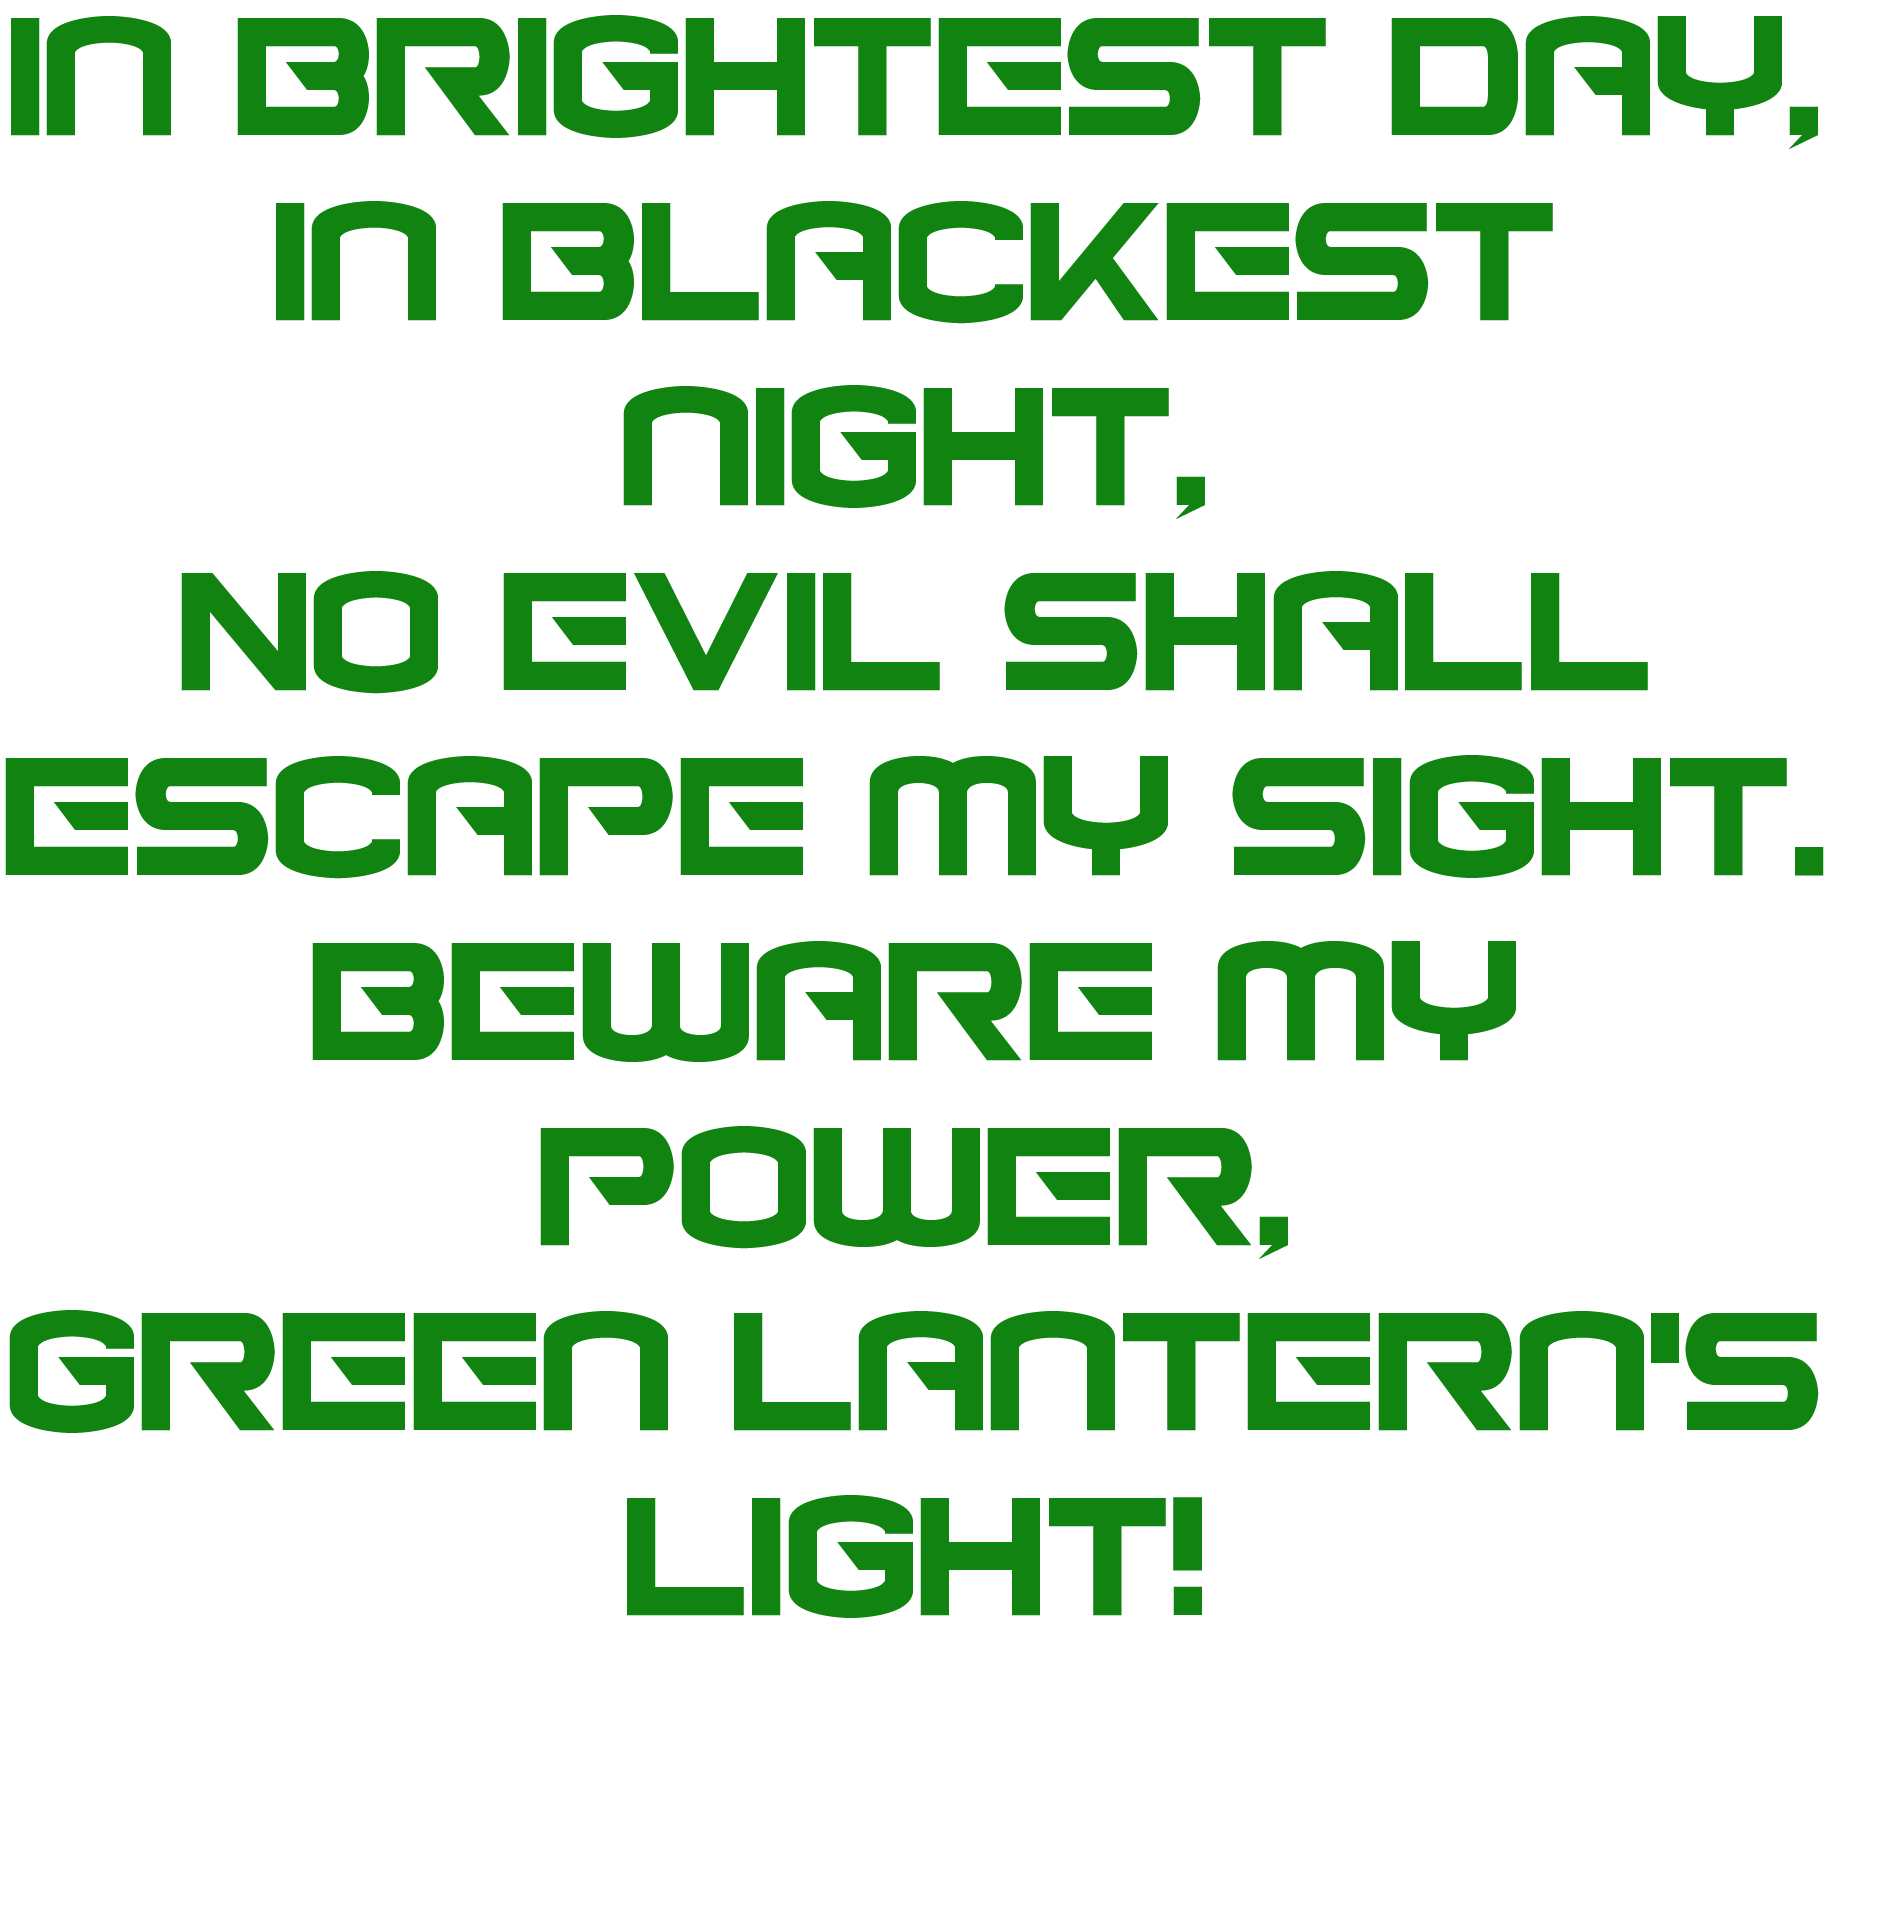 IN BRIGHTEST DAY,
IN BLACKEST
NIGHT,
NO EVIL SHALL
ESCAPE MY SIGHT.
BEWARE MY
POWER,
GREEN LANTERN'S
LIGHT!